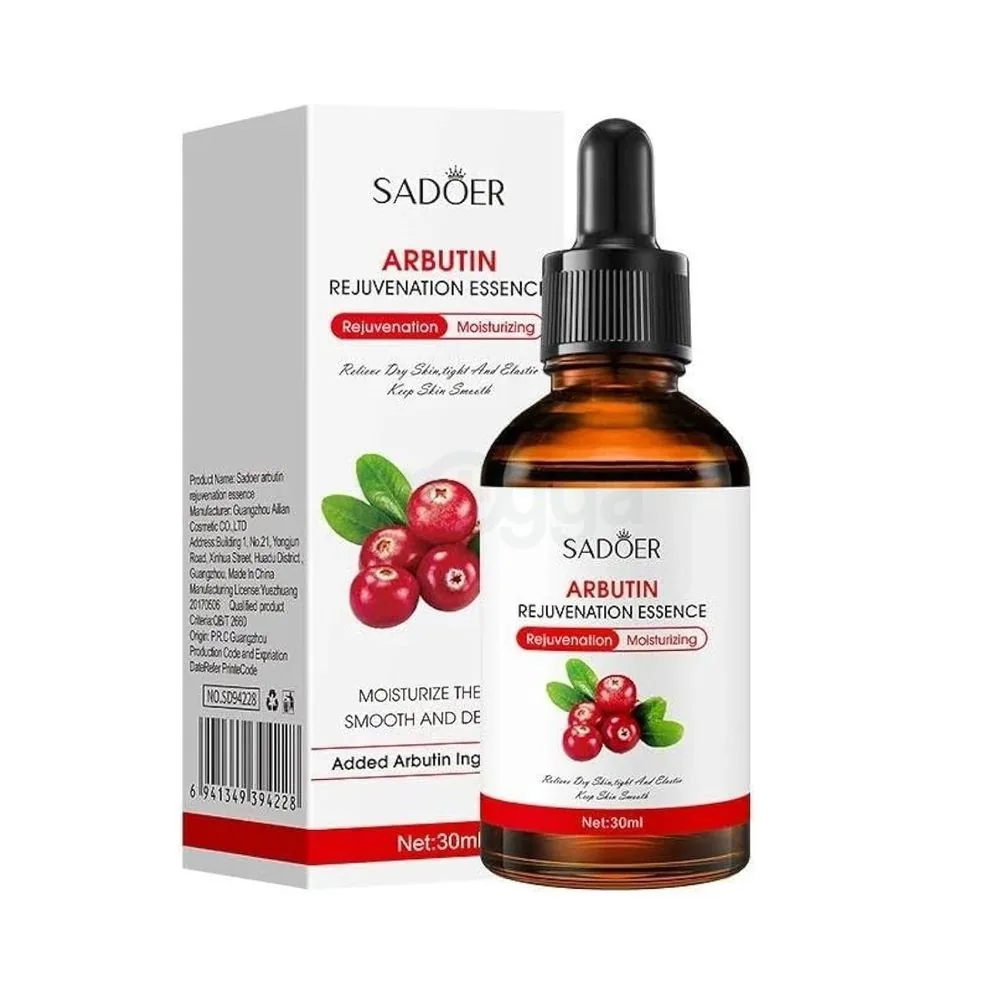 SADOER
ARBUTIN
REJUVENATION ESSENC
Rejuvenation Moisturizing
Relieve Dry Skin,tight And Elastic
Keep Skin Smooth
MOISTURIZE THE
SMOOTH AND DE
Added Arbutin Ing
Net:30ml
Product Name: Sadoer arbutin
rejuvenation essence
Manufacturer: Guangzhou Ailian
Cosmetic CO.,LTD
Address:Building 1, No.21, Yongjun
Road, Xinhua Street, Huadu District,
Guangzhou, Made In China
Manufacturing License:Yuezhuang
20170506 Qualified product
Criteria:QB/T 2660
Origin: P.R.C Guangzhou
Production Code and Expriation
DateRefer PrinteCode
NO.SD94228
6 941349 394228
SADOER
ARBUTIN
REJUVENATION ESSENCE
Rejuvenation Moisturizing
Relieve Dry Skin,tight And Elastic
Keep Skin Smooth
Net:30ml